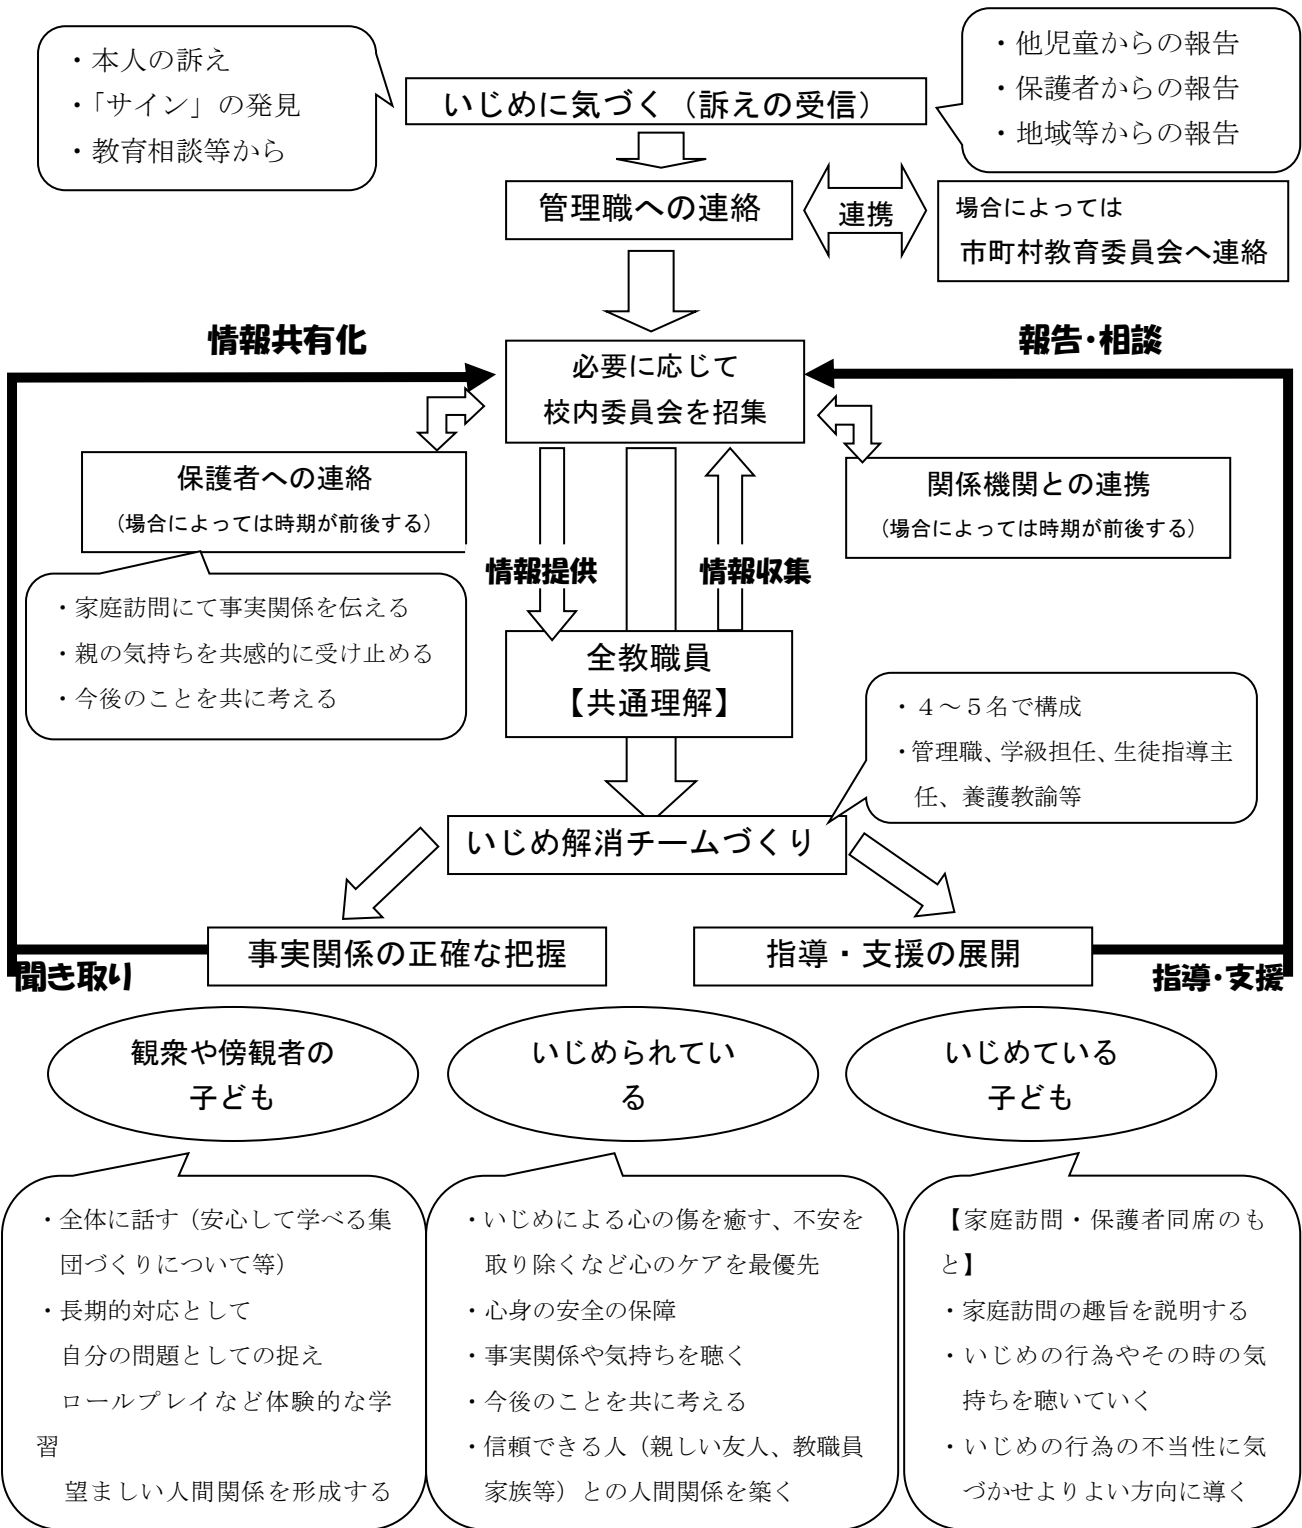 ・本人の訴え
・「サイン」の発見
・教育相談等から
いじめに気づく（訴えの受信）
・他児童からの報告
・保護者からの報告
・地域等からの報告
管理職への連絡
連携
場合によっては
市町村教育委員会へ連絡
情報共有化
報告・相談
必要に応じて
校内委員会を招集
保護者への連絡
（場合によっては時期が前後する）
関係機関との連携
（場合によっては時期が前後する）
情報提供
情報収集
・家庭訪問にて事実関係を伝える
・親の気持ちを共感的に受け止める
・今後のことを共に考える
全教職員
【共通理解】
・４～５名で構成
・管理職、学級担任、生徒指導主
任、養護教諭等
いじめ解消チームづくり
事実関係の正確な把握
指導・支援の展開
聞き取り
指導・支援
観衆や傍観者の
子ども
いじめられてい
る
いじめている
子ども
・全体に話す（安心して学べる集
団づくりについて等）
・長期的対応として
自分の問題としての捉え
ロールプレイなど体験的な学
習
望ましい人間関係を形成する
・いじめによる心の傷を癒す、不安を
取り除くなど心のケアを最優先
・心身の安全の保障
・事実関係や気持ちを聴く
・今後のことを共に考える
・信頼できる人（親しい友人、教職員
家族等）との人間関係を築く
【家庭訪問・保護者同席のも
と】
・家庭訪問の趣旨を説明する
・いじめの行為やその時の気
持ちを聴いていく
・いじめの行為の不当性に気
づかせよりよい方向に導く